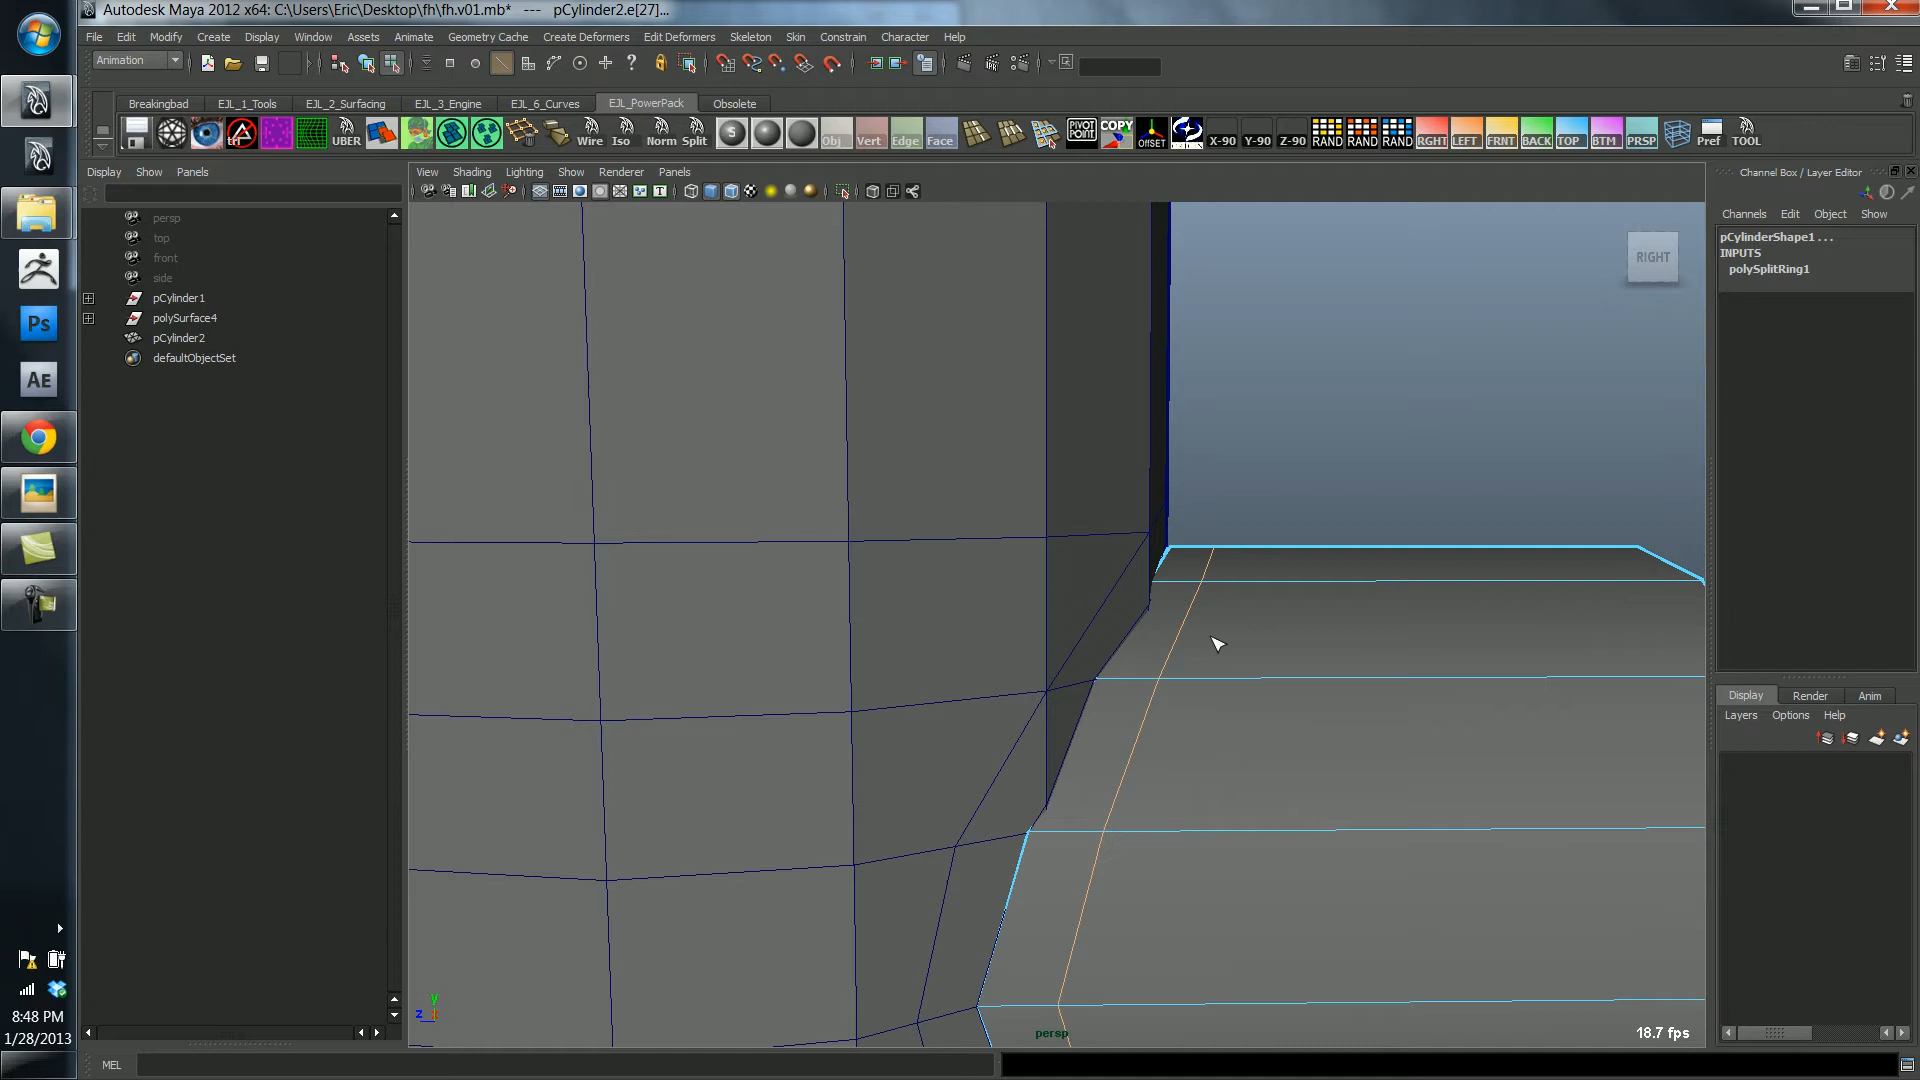 Autodesk Maya 2012 x64: C:\Users\Eric\Desktop\fh\fh.v01.mb* --- pCylinder2.e[27]...
File Edit Modify Create Display Window Assets Animate Geometry Cache Create Deformers Edit Deformers Skeleton Skin Constrain Character Help
Animation
Breakingbad EJL_1_Tools EJL_2_Surfacing EJL_3_Engine EJL_6_Curves EJL_PowerPack Obsolete
tri UBER Wire Iso Norm Split S Obj Vert Edge Face PIVOT POINT COPY OffSET X-90 Y-90 Z-90 RAND RAND RAND RGHT LEFT FRNT BACK TOP BTM PRSP Pref TOOL
Display Show Panels
View Shading Lighting Show Renderer Panels
Channel Box / Layer Editor
Channels Edit Object Show
persp
top
front
side
pCylinder1
polySurface4
pCylinder2
defaultObjectSet
RIGHT
pCylinderShape1...
INPUTS
polySplitRing1
Ps
AE
Display Render Anim
Layers Options Help
y
z x
persp
18.7 fps
8:48 PM
1/28/2013
MEL